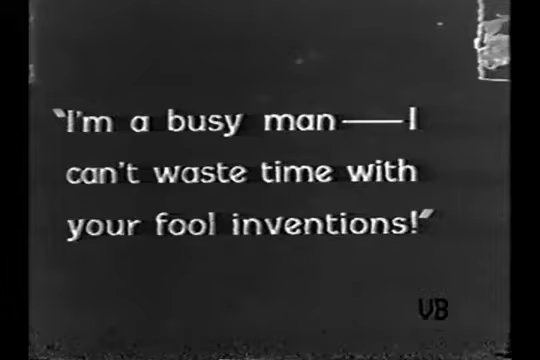 "I'm a busy man——I
can't waste time with
your fool inventions!"
VB